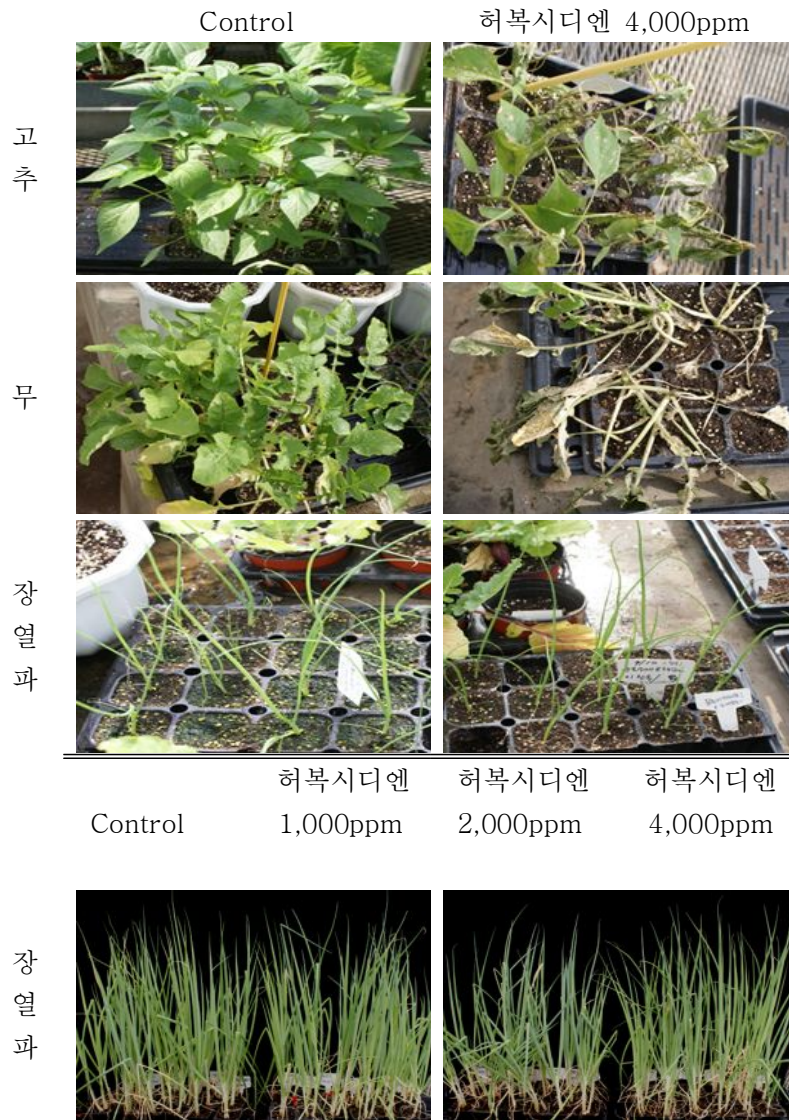 Control 허복시디엔 4,000ppm
고
추
무
장
열
파
허복시디엔 허복시디엔 허복시디엔
Control 1,000ppm 2,000ppm 4,000ppm
장
열
파